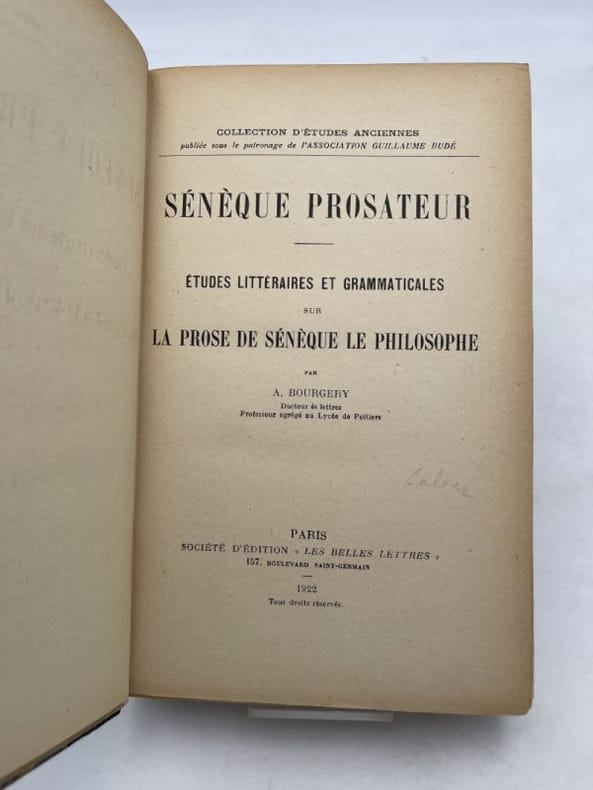 COLLECTION D'ÉTUDES ANCIENNES
publiée sous le patronage de l'ASSOCIATION GUILLAUME BUDÉ
SÉNÈQUE PROSATEUR
ÉTUDES LITTÉRAIRES ET GRAMMATICALES
SUR
LA PROSE DE SÉNÈQUE LE PHILOSOPHE
PAR
A. BOURGERY
Docteur ès lettres
Professeur agrégé au Lycée de Poitiers
PARIS
SOCIÉTÉ D'ÉDITION « LES BELLES LETTRES »
157, BOULEVARD SAINT-GERMAIN
1922
Tous droits réservés.